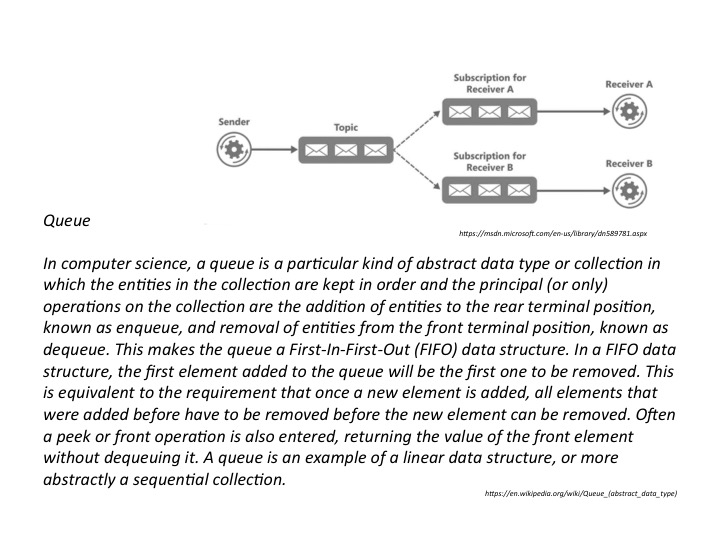 Subscription for
Receiver A
Receiver A
Sender
Topic
Subscription for
Receiver B
Receiver B
Queue
https://msdn.microsoft.com/en-us/library/dn589781.aspx
In computer science, a queue is a particular kind of abstract data type or collection in
which the entities in the collection are kept in order and the principal (or only)
operations on the collection are the addition of entities to the rear terminal position,
known as enqueue, and removal of entities from the front terminal position, known as
dequeue. This makes the queue a First-In-First-Out (FIFO) data structure. In a FIFO data
structure, the first element added to the queue will be the first one to be removed. This
is equivalent to the requirement that once a new element is added, all elements that
were added before have to be removed before the new element can be removed. Often
a peek or front operation is also entered, returning the value of the front element
without dequeuing it. A queue is an example of a linear data structure, or more
abstractly a sequential collection.
https://en.wikipedia.org/wiki/Queue_(abstract_data_type)